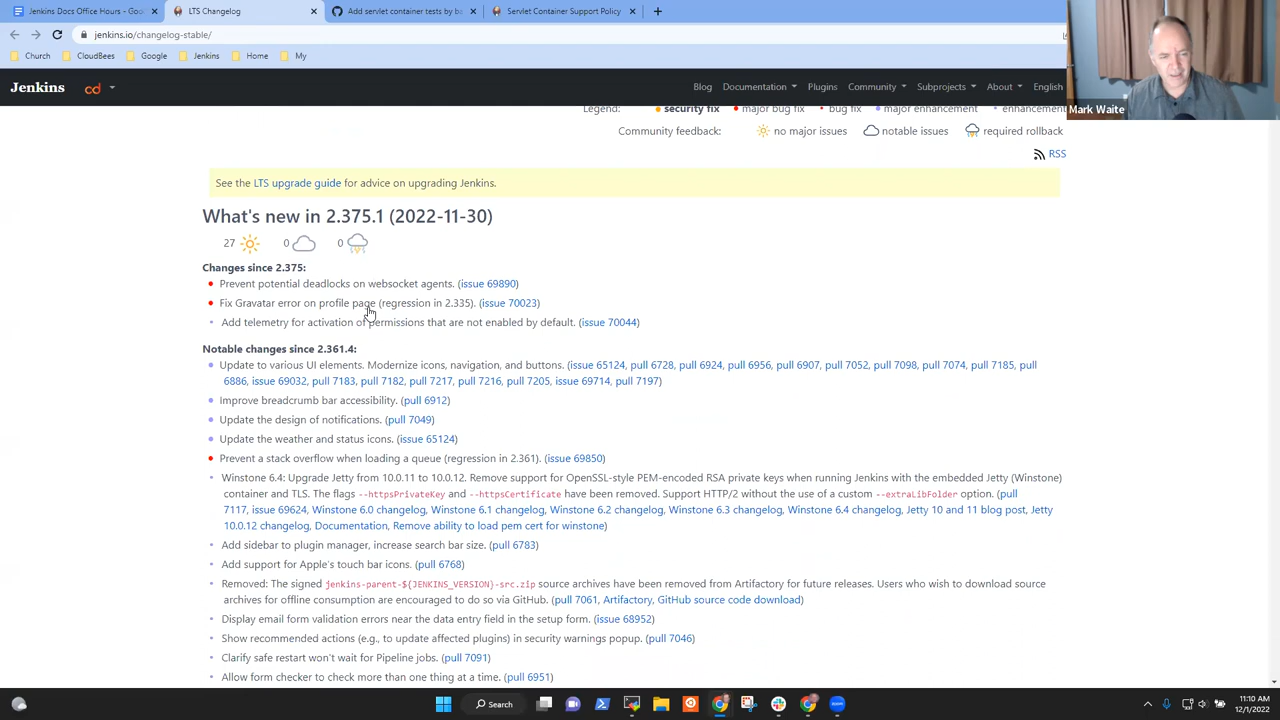 Jenkins Docs Office Hours - Goo
LTS Changelog
Add servlet container tests by ba
Servlet Container Support Policy
jenkins.io/changelog-stable/
Church
CloudBees
Google
Jenkins
Home
My
Jenkins
cd
Blog
Documentation
Plugins
Community
Subprojects
About
English
Mark Waite
Legend:
security fix
major bug fix
bug fix
major enhancement
enhancement
Community feedback:
no major issues
notable issues
required rollback
RSS
See the LTS upgrade guide for advice on upgrading Jenkins.
What's new in 2.375.1 (2022-11-30)
27
0
0
Changes since 2.375:
Prevent potential deadlocks on websocket agents. (issue 69890)
Fix Gravatar error on profile page (regression in 2.335). (issue 70023)
Add telemetry for activation of permissions that are not enabled by default. (issue 70044)
Notable changes since 2.361.4:
Update to various UI elements. Modernize icons, navigation, and buttons. (issue 65124, pull 6728, pull 6924, pull 6956, pull 6907, pull 7052, pull 7098, pull 7074, pull 7185, pull
6886, issue 69032, pull 7183, pull 7182, pull 7217, pull 7216, pull 7205, issue 69714, pull 7197)
Improve breadcrumb bar accessibility. (pull 6912)
Update the design of notifications. (pull 7049)
Update the weather and status icons. (issue 65124)
Prevent a stack overflow when loading a queue (regression in 2.361). (issue 69850)
Winstone 6.4: Upgrade Jetty from 10.0.11 to 10.0.12. Remove support for OpenSSL-style PEM-encoded RSA private keys when running Jenkins with the embedded Jetty (Winstone)
container and TLS. The flags --httpsPrivateKey and --httpsCertificate have been removed. Support HTTP/2 without the use of a custom --extraLibFolder option. (pull
7117, issue 69624, Winstone 6.0 changelog, Winstone 6.1 changelog, Winstone 6.2 changelog, Winstone 6.3 changelog, Winstone 6.4 changelog, Jetty 10 and 11 blog post, Jetty
10.0.12 changelog, Documentation, Remove ability to load pem cert for winstone)
Add sidebar to plugin manager, increase search bar size. (pull 6783)
Add support for Apple's touch bar icons. (pull 6768)
Removed: The signed jenkins-parent-${JENKINS_VERSION}-src.zip source archives have been removed from Artifactory for future releases. Users who wish to download source
archives for offline consumption are encouraged to do so via GitHub. (pull 7061, Artifactory, GitHub source code download)
Display email form validation errors near the data entry field in the setup form. (issue 68952)
Show recommended actions (e.g., to update affected plugins) in security warnings popup. (pull 7046)
Clarify safe restart won't wait for Pipeline jobs. (pull 7091)
Allow form checker to check more than one thing at a time. (pull 6951)
Search
11:10 AM
12/1/2022